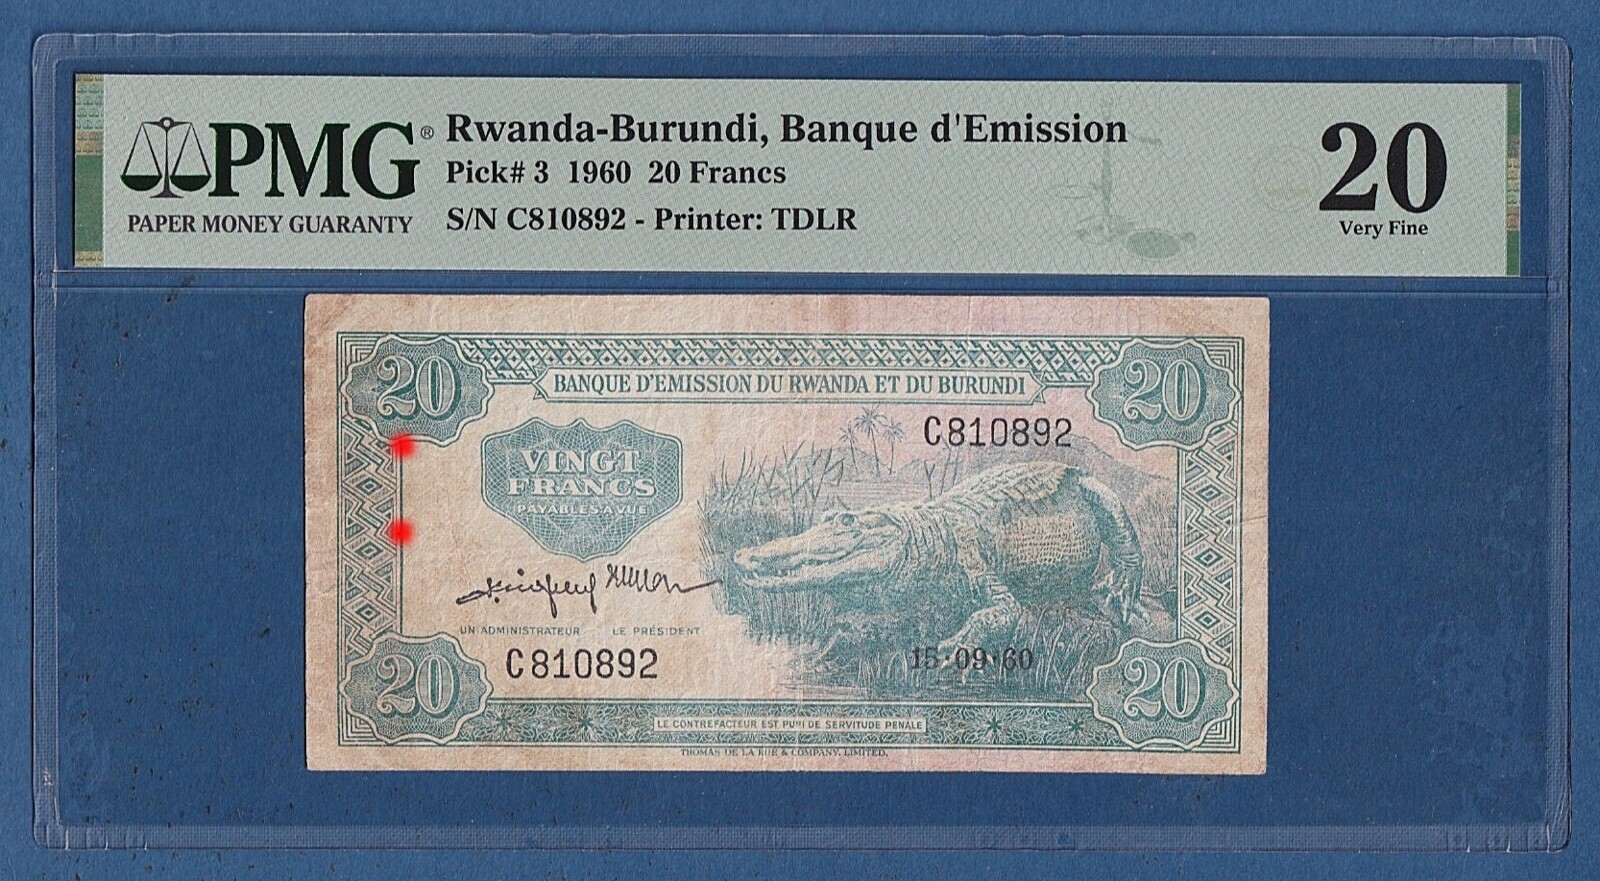 PMG®
PAPER MONEY GUARANTY
Rwanda-Burundi, Banque d'Emission
Pick# 3 1960 20 Francs
S/N C810892 - Printer: TDLR
20
Very Fine
20
BANQUE D'EMISSION DU RWANDA ET DU BURUNDI
20
C810892
VINGT
FRANCS
PAYABLES A VUE
UN ADMINISTRATEUR LE PRÉSIDENT
C810892
15·09·60
20
20
LE CONTREFACTEUR EST PUNI DE SERVITUDE PENALE
THOMAS DE LA RUE & COMPANY, LIMITED.